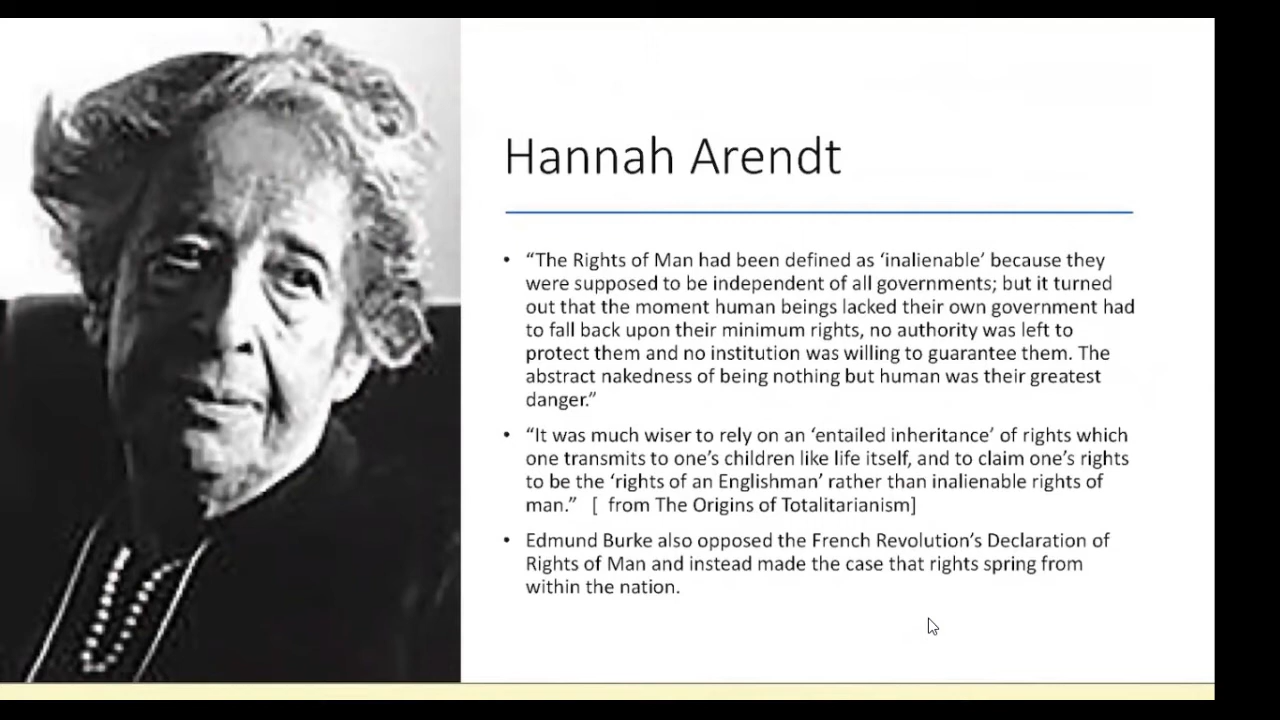 Hannah Arendt
• “The Rights of Man had been defined as ‘inalienable’ because they
were supposed to be independent of all governments; but it turned
out that the moment human beings lacked their own government had
to fall back upon their minimum rights, no authority was left to
protect them and no institution was willing to guarantee them. The
abstract nakedness of being nothing but human was their greatest
danger.”
• “It was much wiser to rely on an ‘entailed inheritance’ of rights which
one transmits to one’s children like life itself, and to claim one’s rights
to be the ‘rights of an Englishman’ rather than inalienable rights of
man.” [ from The Origins of Totalitarianism]
• Edmund Burke also opposed the French Revolution’s Declaration of
Rights of Man and instead made the case that rights spring from
within the nation.